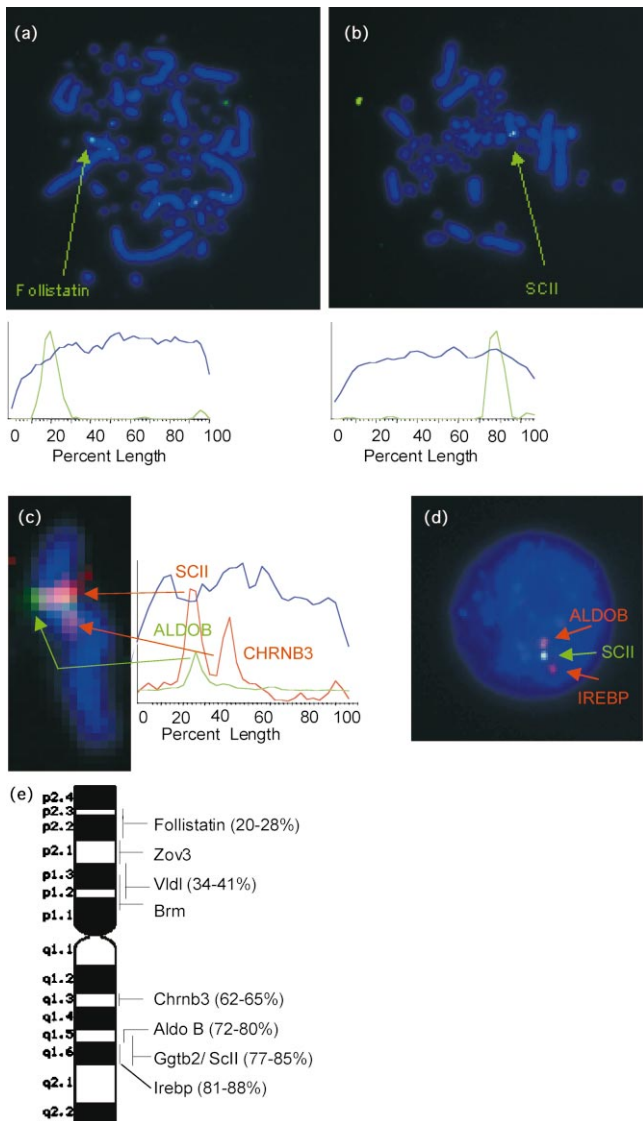 (a)
Follistatin
(b)
SCII
0 20 40 60 80 100
Percent Length
0 20 40 60 80 100
Percent Length
(c)
SCII
ALDOB
CHRNB3
0 20 40 60 80 100
Percent Length
(d)
ALDOB
SCII
IREBP
(e)
p2.4
p2.3
p2.2
p2.1
p1.3
p1.2
p1.1
q1.1
q1.2
q1.3
q1.4
q1.5
q1.6
q2.1
q2.2
Follistatin (20-28%)
Zov3
Vldl (34-41%)
Brm
Chrnb3 (62-65%)
Aldo B (72-80%)
Ggtb2/ ScII (77-85%)
Irebp (81-88%)